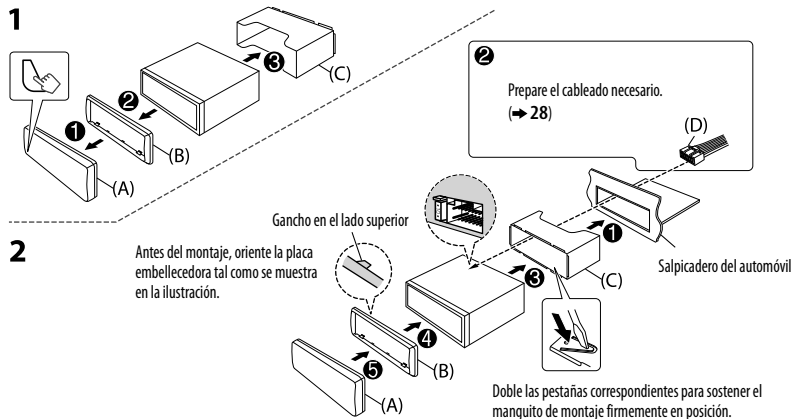 1
❸
(C)
❷
❶
(B)
(A)
❷
Prepare el cableado necesario.
(➜ 28)
(D)
2
Antes del montaje, oriente la placa
embellecedora tal como se muestra
en la ilustración.
Gancho en el lado superior
❶
Salpicadero del automóvil
❸
(C)
❹
(B)
❺
(A)
Doble las pestañas correspondientes para sostener el
manquito de montaje firmemente en posición.